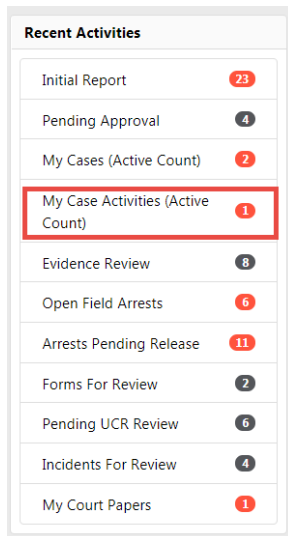 Recent Activities
Initial Report 23
Pending Approval 4
My Cases (Active Count) 2
My Case Activities (Active
Count) 1
Evidence Review 8
Open Field Arrests 6
Arrests Pending Release 11
Forms For Review 2
Pending UCR Review 6
Incidents For Review 4
My Court Papers 1